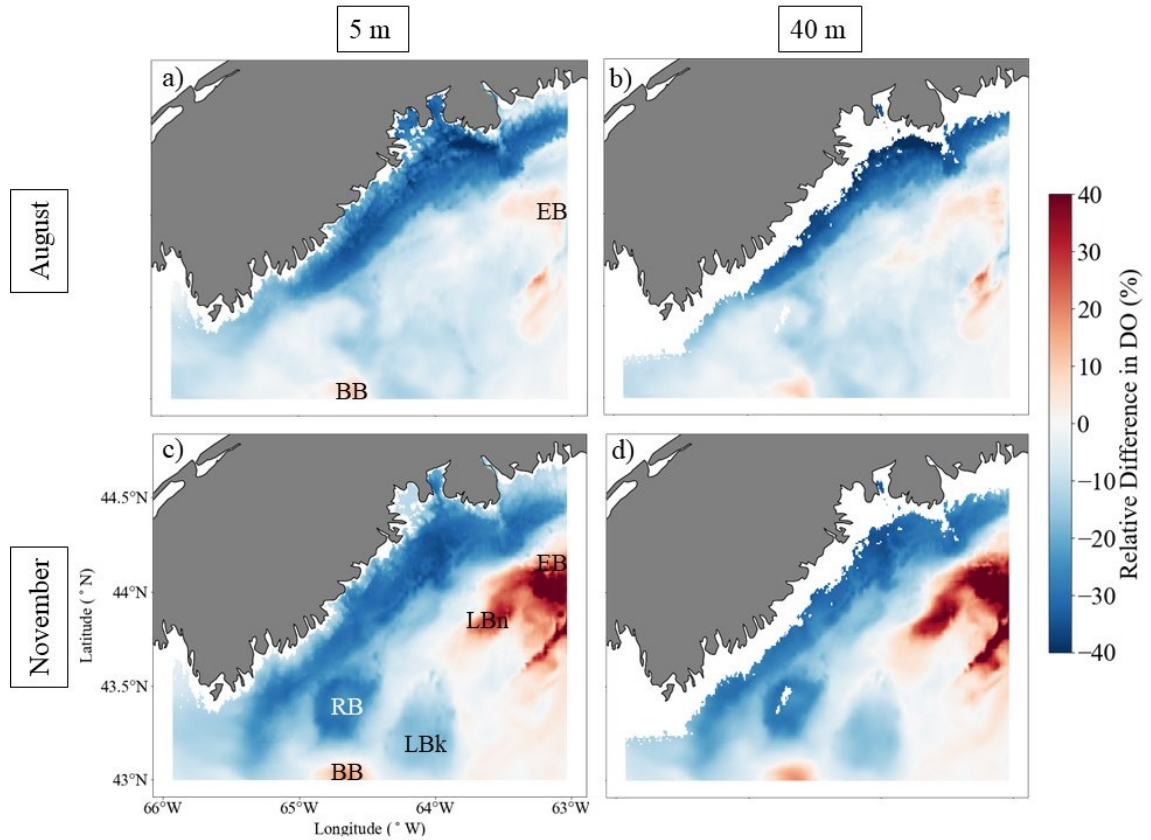 5 m
40 m
August
November
a)
EB
BB
b)
c)
44.5°N
44°N
43.5°N
43°N
Latitude (° N)
66°W
65°W
64°W
63°W
Longitude (° W)
EB
LBn
RB
LBk
BB
d)
40
30
20
10
0
−10
−20
−30
−40
Relative Difference in DO (%)